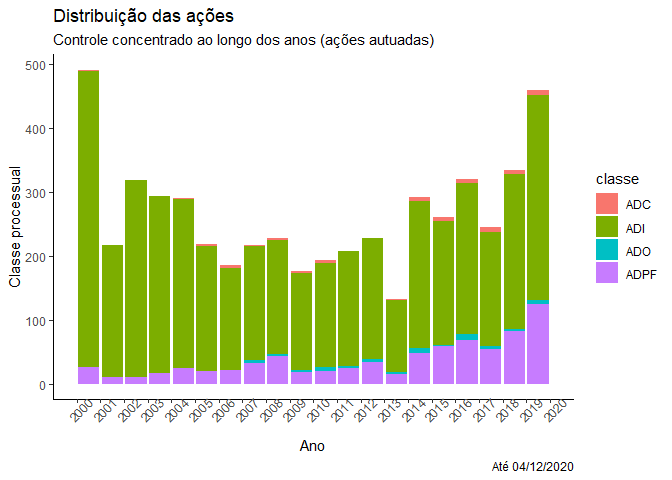 Distribuição das ações
Controle concentrado ao longo dos anos (ações autuadas)
Classe processual
500
400
300
200
100
0
2000 2001 2002 2003 2004 2005 2006 2007 2008 2009 2010 2011 2012 2013 2014 2015 2016 2017 2018 2019 2020
Ano
classe
ADC
ADI
ADO
ADPF
Até 04/12/2020